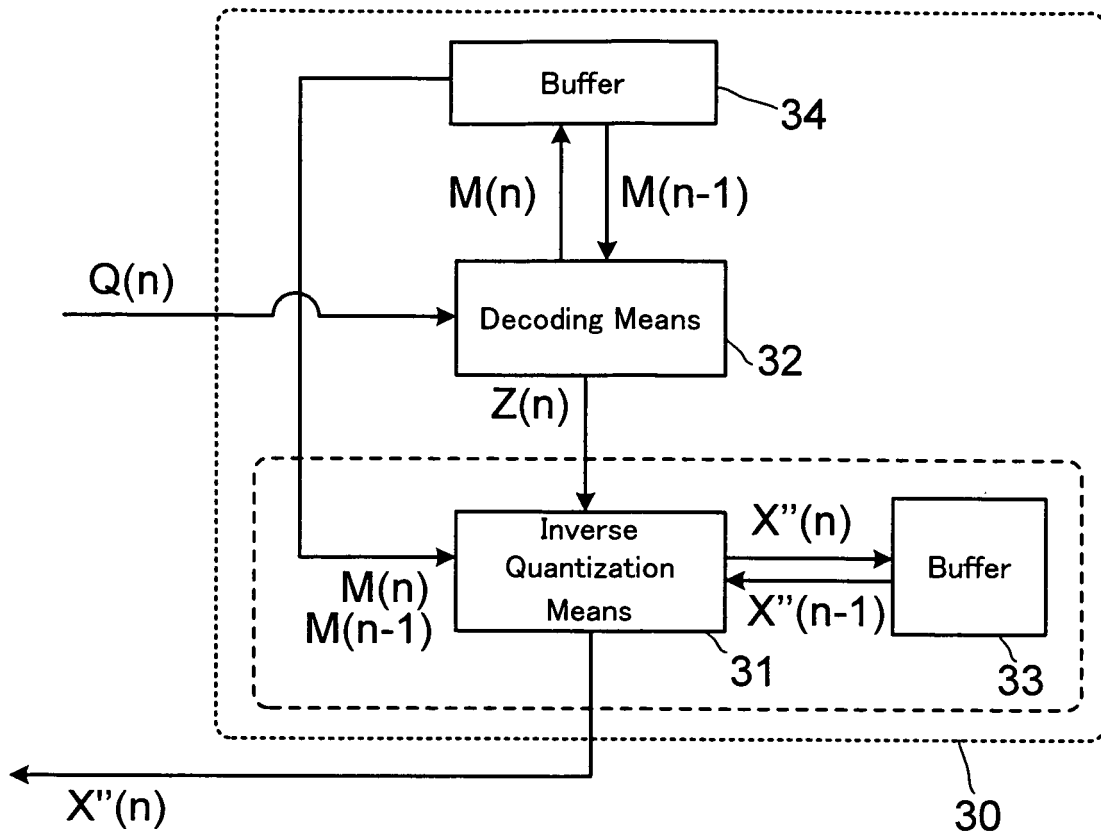 Buffer
34
M(n)
M(n-1)
Q(n)
Decoding Means
32
Z(n)
Inverse
Quantization
Means
X''(n)
X''(n-1)
Buffer
M(n)
M(n-1)
31
33
X''(n)
30